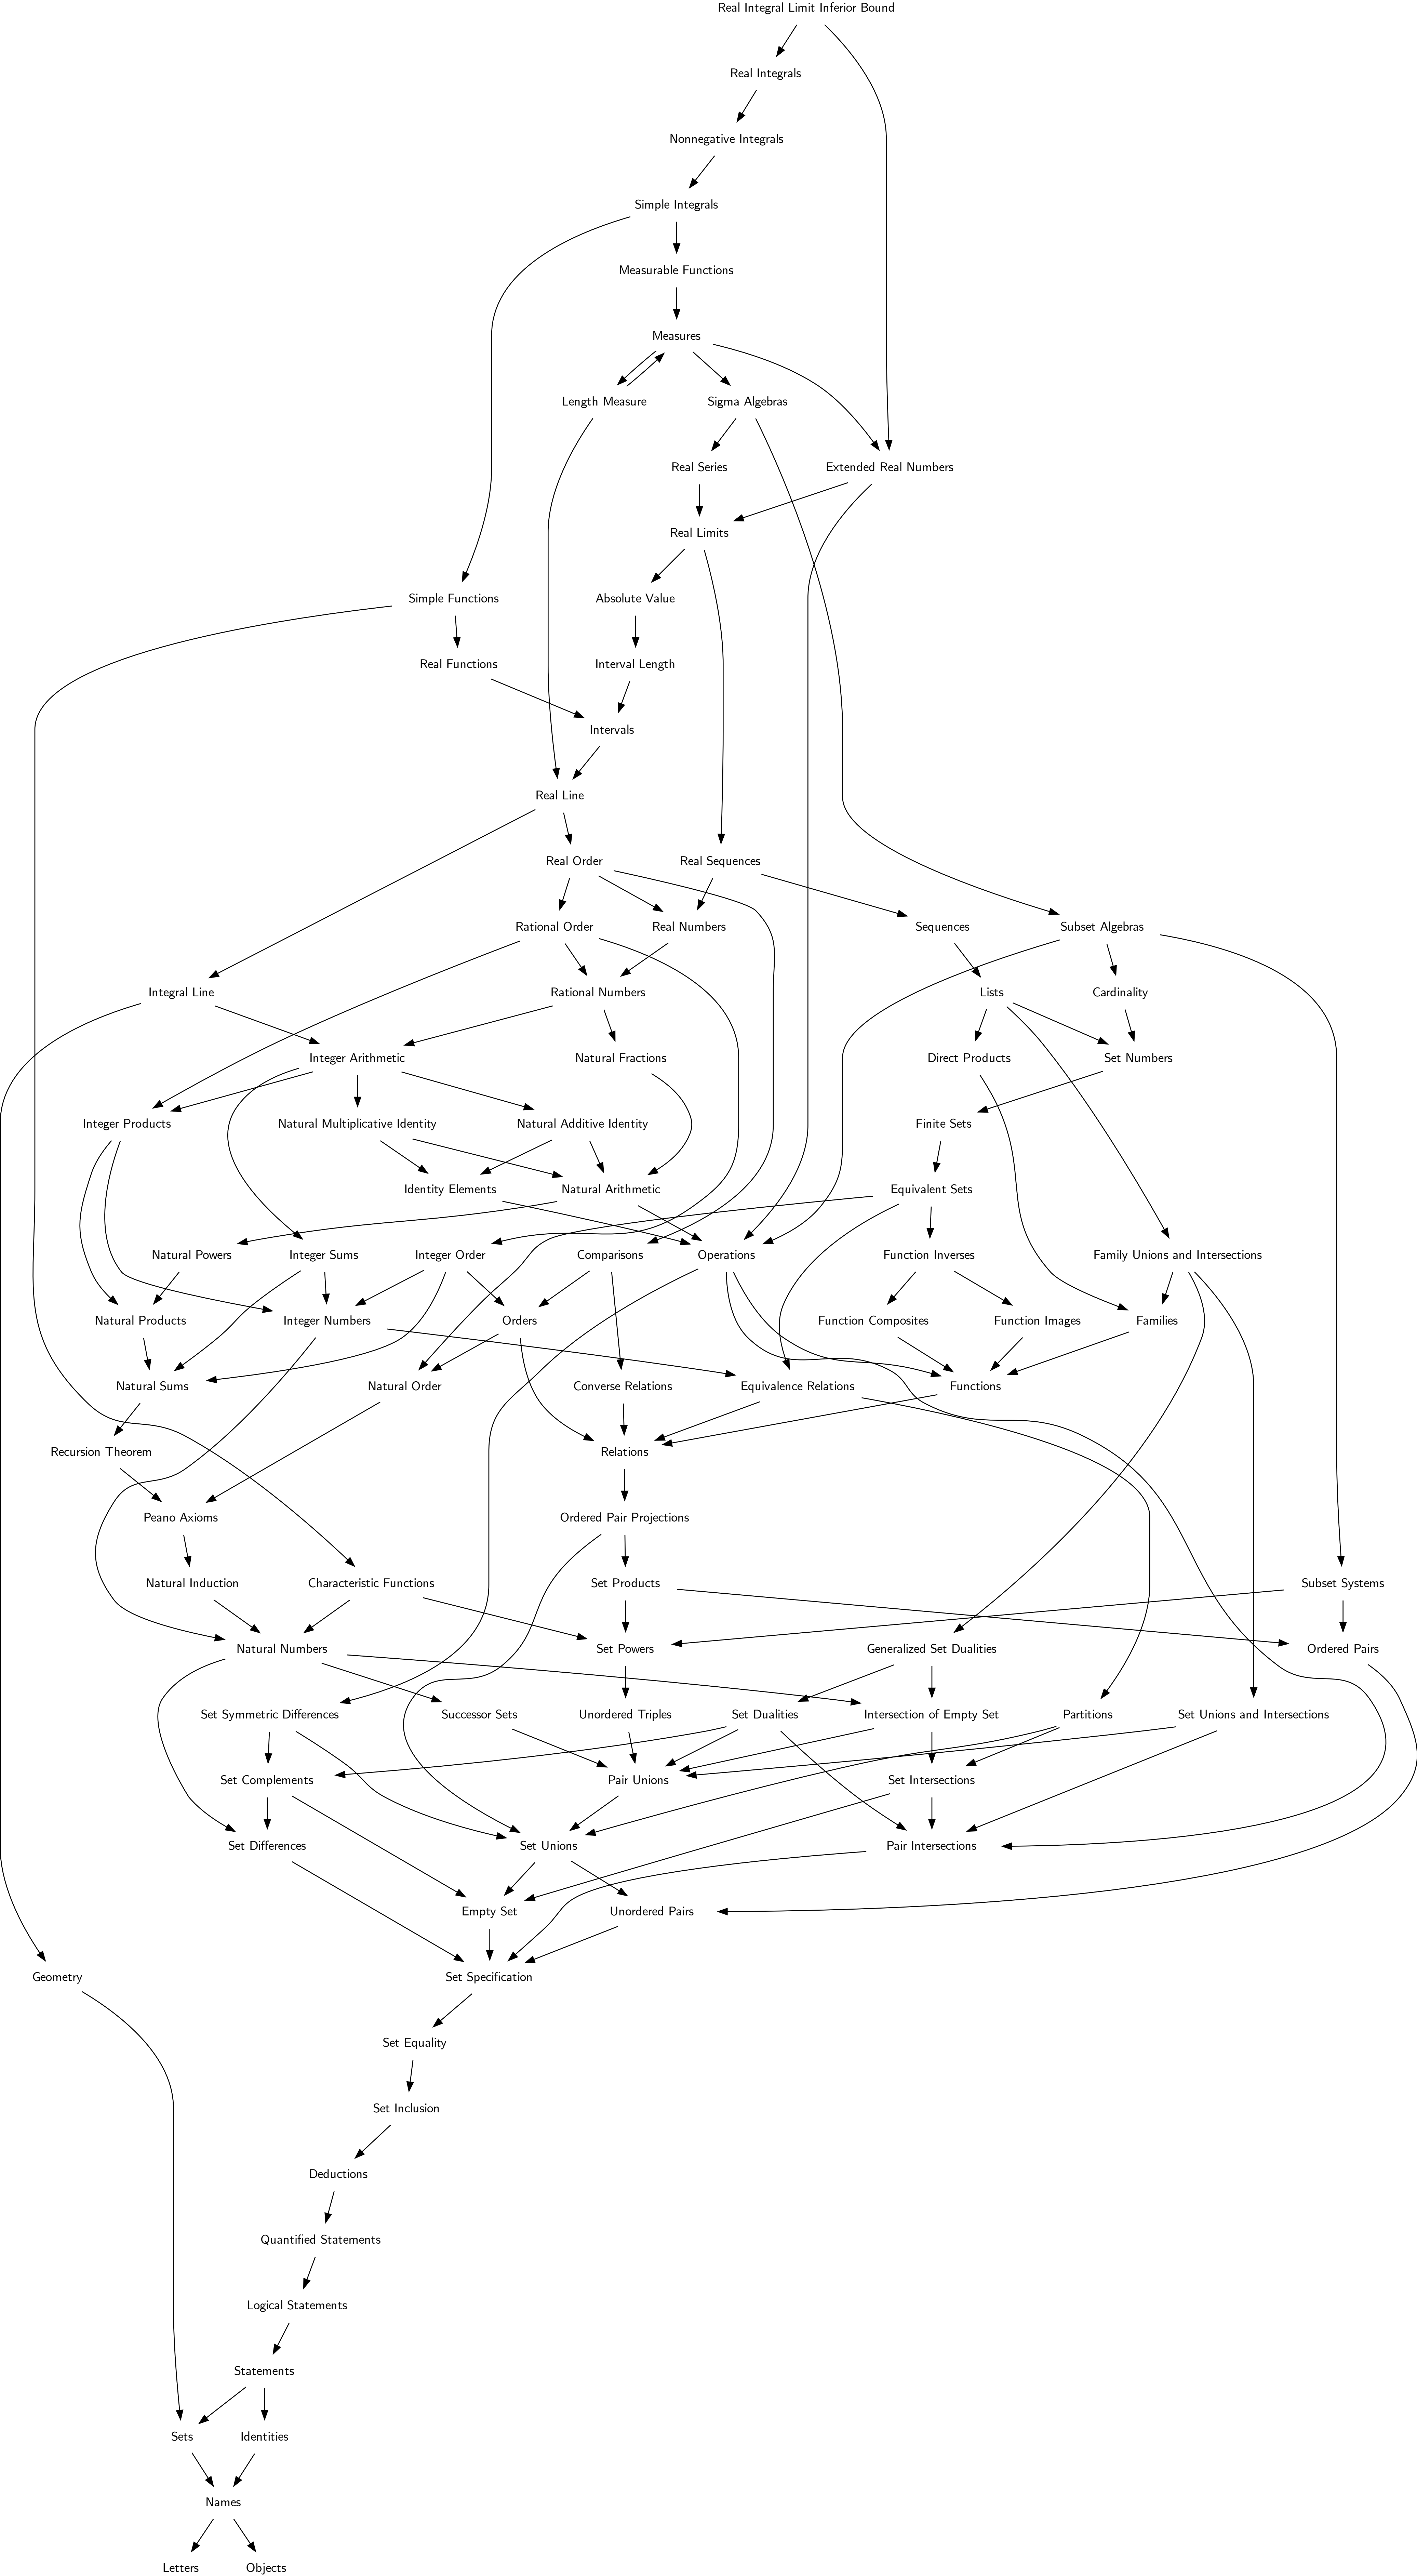 Real Integral Limit Inferior Bound
Real Integrals
Nonnegative Integrals
Simple Integrals
Measurable Functions
Measures
Length Measure
Sigma Algebras
Real Series
Extended Real Numbers
Real Limits
Simple Functions
Absolute Value
Real Functions
Interval Length
Intervals
Real Line
Real Order
Real Sequences
Rational Order
Real Numbers
Sequences
Subset Algebras
Integral Line
Rational Numbers
Lists
Cardinality
Integer Arithmetic
Natural Fractions
Direct Products
Set Numbers
Integer Products
Natural Multiplicative Identity
Natural Additive Identity
Finite Sets
Identity Elements
Natural Arithmetic
Equivalent Sets
Natural Powers
Integer Sums
Integer Order
Comparisons
Operations
Function Inverses
Family Unions and Intersections
Natural Products
Integer Numbers
Orders
Function Composites
Function Images
Families
Natural Sums
Natural Order
Converse Relations
Equivalence Relations
Functions
Recursion Theorem
Relations
Peano Axioms
Ordered Pair Projections
Natural Induction
Characteristic Functions
Set Products
Subset Systems
Natural Numbers
Set Powers
Generalized Set Dualities
Ordered Pairs
Set Symmetric Differences
Successor Sets
Unordered Triples
Set Dualities
Intersection of Empty Set
Partitions
Set Unions and Intersections
Set Complements
Pair Unions
Set Intersections
Set Differences
Set Unions
Pair Intersections
Empty Set
Unordered Pairs
Geometry
Set Specification
Set Equality
Set Inclusion
Deductions
Quantified Statements
Logical Statements
Statements
Sets
Identities
Names
Letters
Objects